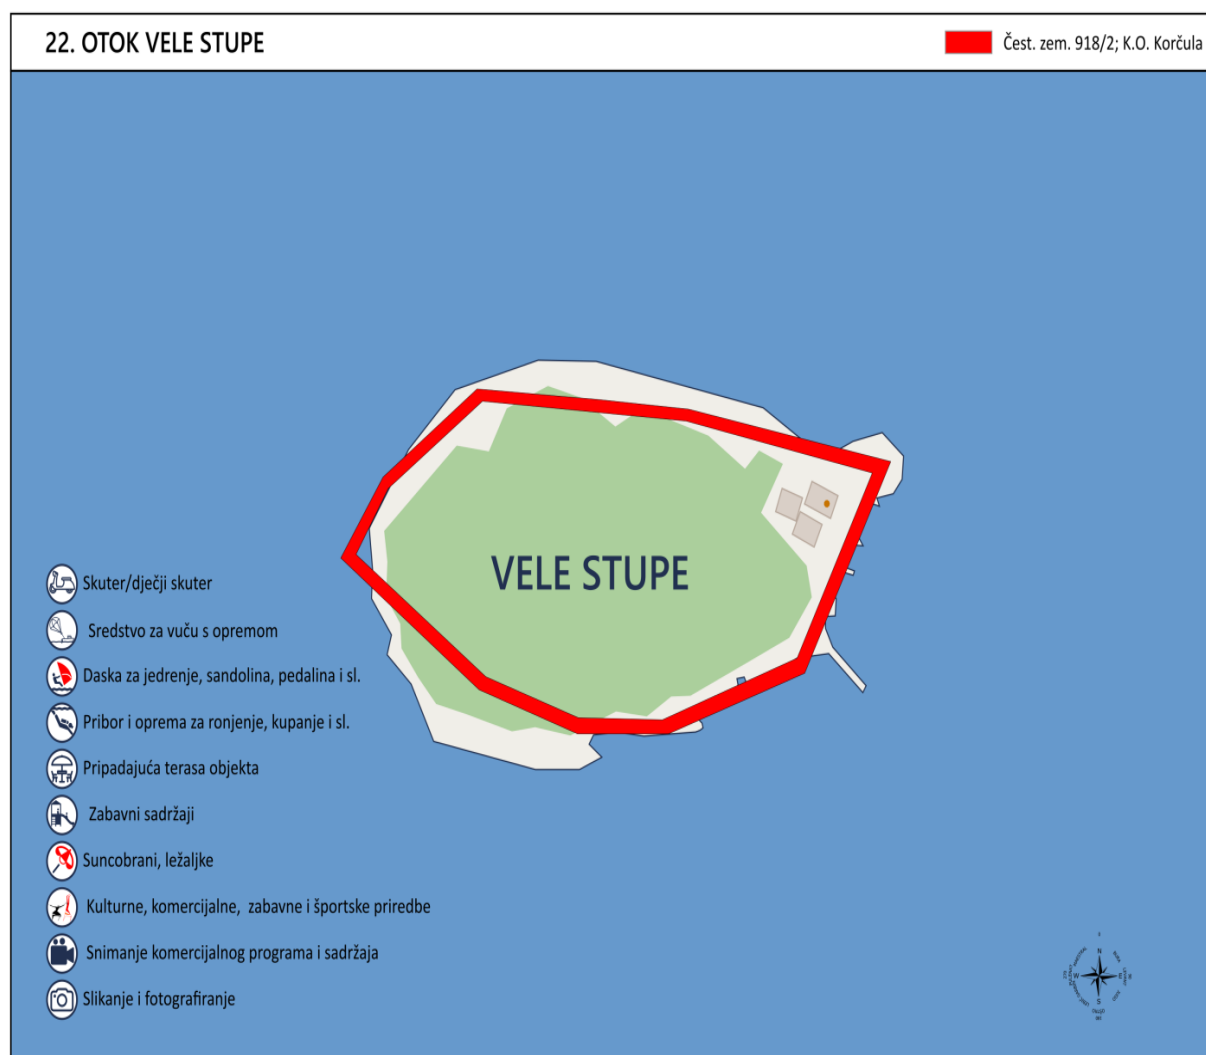 22. OTOK VELE STUPE
Čest. zem. 918/2; K.O. Korčula
VELE STUPE
Skuter/dječji skuter
Sredstvo za vuču s opremom
Daska za jedrenje, sandolina, pedalina i sl.
Pribor i oprema za ronjenje, kupanje i sl.
Pripadajuća terasa objekta
Zabavni sadržaji
Suncobrani, ležaljke
Kulturne, komercijalne, zabavne i športske priredbe
Snimanje komercijalnog programa i sadržaja
Slikanje i fotografiranje
N
W
S